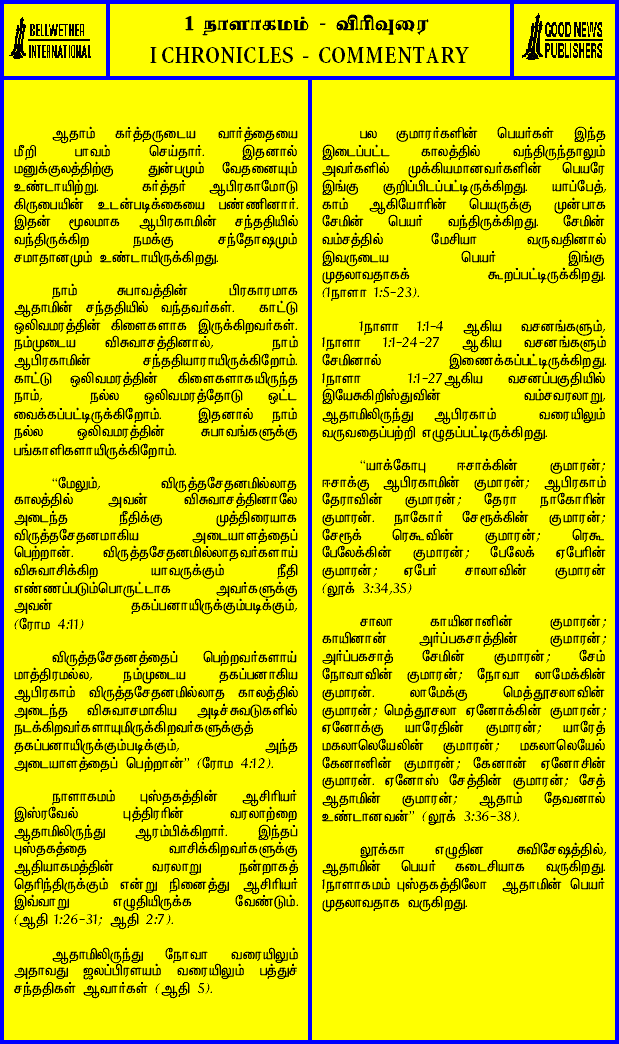 BELLWETHER
INTERNATIONAL
1 நாளாகமம் - விரிவுரை
I CHRONICLES - COMMENTARY
GOOD NEWS
PUBLISHERS
ஆதாம் கர்த்தருடைய வார்த்தையை
மீறி பாவம் செய்தார். இதனால்
மனுக்குலத்திற்கு துன்பமும் வேதனையும்
உண்டாயிற்று. கர்த்தர் ஆபிரகாமோடு
கிருபையின் உடன்படிக்கையை பண்ணினார்.
இதன் மூலமாக ஆபிரகாமின் சந்ததியில்
வந்திருக்கிற நமக்கு சந்தோஷமும்
சமாதானமும் உண்டாயிருக்கிறது.
நாம் சுபாவத்தின் பிரகாரமாக
ஆதாமின் சந்ததியில் வந்தவர்கள். காட்டு
ஒலிவமரத்தின் கிளைகளாக இருக்கிறவர்கள்.
நம்முடைய விசுவாசத்தினால், நாம்
ஆபிரகாமின் சந்ததியாராயிருக்கிறோம்.
காட்டு ஒலிவமரத்தின் கிளைகளாகயிருந்த
நாம், நல்ல ஒலிவமரத்தோடு ஒட்ட
வைக்கப்பட்டிருக்கிறோம். இதனால் நாம்
நல்ல ஒலிவமரத்தின் சுபாவங்களுக்கு
பங்காளிகளாயிருக்கிறோம்.
“மேலும், விருத்தசேதனமில்லாத
காலத்தில் அவன் விசுவாசத்தினாலே
அடைந்த நீதிக்கு முத்திரையாக
விருத்தசேதனமாகிய அடையாளத்தைப்
பெற்றான். விருத்தசேதனமில்லாதவர்களாய்
விசுவாசிக்கிற யாவருக்கும் நீதி
எண்ணப்படும்பொருட்டாக அவர்களுக்கு
அவன் தகப்பனாயிருக்கும்படிக்கும்,
(ரோம 4:11)
விருத்தசேதனத்தைப் பெற்றவர்களாய்
மாத்திரமல்ல, நம்முடைய தகப்பனாகிய
ஆபிரகாம் விருத்தசேதனமில்லாத காலத்தில்
அடைந்த விசுவாசமாகிய அடிச்சுவடுகளில்
நடக்கிறவர்களாயுமிருக்கிறவர்களுக்குத்
தகப்பனாயிருக்கும்படிக்கும், அந்த
அடையாளத்தைப் பெற்றான்” (ரோம 4:12).
நாளாகமம் புஸ்தகத்தின் ஆசிரியர்
இஸ்ரவேல் புத்திரரின் வரலாற்றை
ஆதாமிலிருந்து ஆரம்பிக்கிறார். இந்தப்
புஸ்தகத்தை வாசிக்கிறவர்களுக்கு
ஆதியாகமத்தின் வரலாறு நன்றாகத்
தெரிந்திருக்கும் என்று நினைத்து ஆசிரியர்
இவ்வாறு எழுதியிருக்க வேண்டும்.
(ஆதி 1:26-31; ஆதி 2:7).
ஆதாமிலிருந்து நோவா வரையிலும்
அதாவது ஜலப்பிரளயம் வரையிலும் பத்துச்
சந்ததிகள் ஆவார்கள் (ஆதி 5).
பல குமாரர்களின் பெயர்கள் இந்த
இடைப்பட்ட காலத்தில் வந்திருந்தாலும்
அவர்களில் முக்கியமானவர்களின் பெயரே
இங்கு குறிப்பிடப்பட்டிருக்கிறது. யாப்பேத்,
காம் ஆகியோரின் பெயருக்கு முன்பாக
சேமின் பெயர் வந்திருக்கிறது. சேமின்
வம்சத்தில் மேசியா வருவதினால்
இவருடைய பெயர் இங்கு
முதலாவதாகக் கூறப்பட்டிருக்கிறது.
(1நாளா 1:5-23).
1நாளா 1:1-4 ஆகிய வசனங்களும்,
1நாளா 1:1-24-27 ஆகிய வசனங்களும்
சேமினால் இணைக்கப்பட்டிருக்கிறது.
1நாளா 1:1-27ஆகிய வசனப்பகுதியில்
இயேசுகிறிஸ்துவின் வம்சவரலாறு,
ஆதாமிலிருந்து ஆபிரகாம் வரையிலும்
வருவதைப்பற்றி எழுதப்பட்டிருக்கிறது.
“யாக்கோபு ஈசாக்கின் குமாரன்;
ஈசாக்கு ஆபிரகாமின் குமாரன்; ஆபிரகாம்
தேராவின் குமாரன்; தேரா நாகோரின்
குமாரன். நாகோர் சேரூக்கின் குமாரன்;
சேரூக் ரெகூவின் குமாரன்; ரெகூ
பேலேக்கின் குமாரன்; பேலேக் ஏபேரின்
குமாரன்; ஏபேர் சாலாவின் குமாரன்
(லூக் 3:34,35)
சாலா காயினானின் குமாரன்;
காயினான் அர்ப்பகசாத்தின் குமாரன்;
அர்ப்பகசாத் சேமின் குமாரன்; சேம்
நோவாவின் குமாரன்; நோவா லாமேக்கின்
குமாரன். லாமேக்கு மெத்தூசலாவின்
குமாரன்; மெத்தூசலா ஏனோக்கின் குமாரன்;
ஏனோக்கு யாரேதின் குமாரன்; யாரேத்
மகலாலெயேலின் குமாரன்; மகலாலெயேல்
கேனானின் குமாரன்; கேனான் ஏனோசின்
குமாரன். ஏனோஸ் சேத்தின் குமாரன்; சேத்
ஆதாமின் குமாரன்; ஆதாம் தேவனால்
உண்டானவன்” (லூக் 3:36-38).
லூக்கா எழுதின சுவிசேஷத்தில்,
ஆதாமின் பெயர் கடைசியாக வருகிறது.
1நாளாகமம் புஸ்தகத்திலோ ஆதாமின் பெயர்
முதலாவதாக வருகிறது.